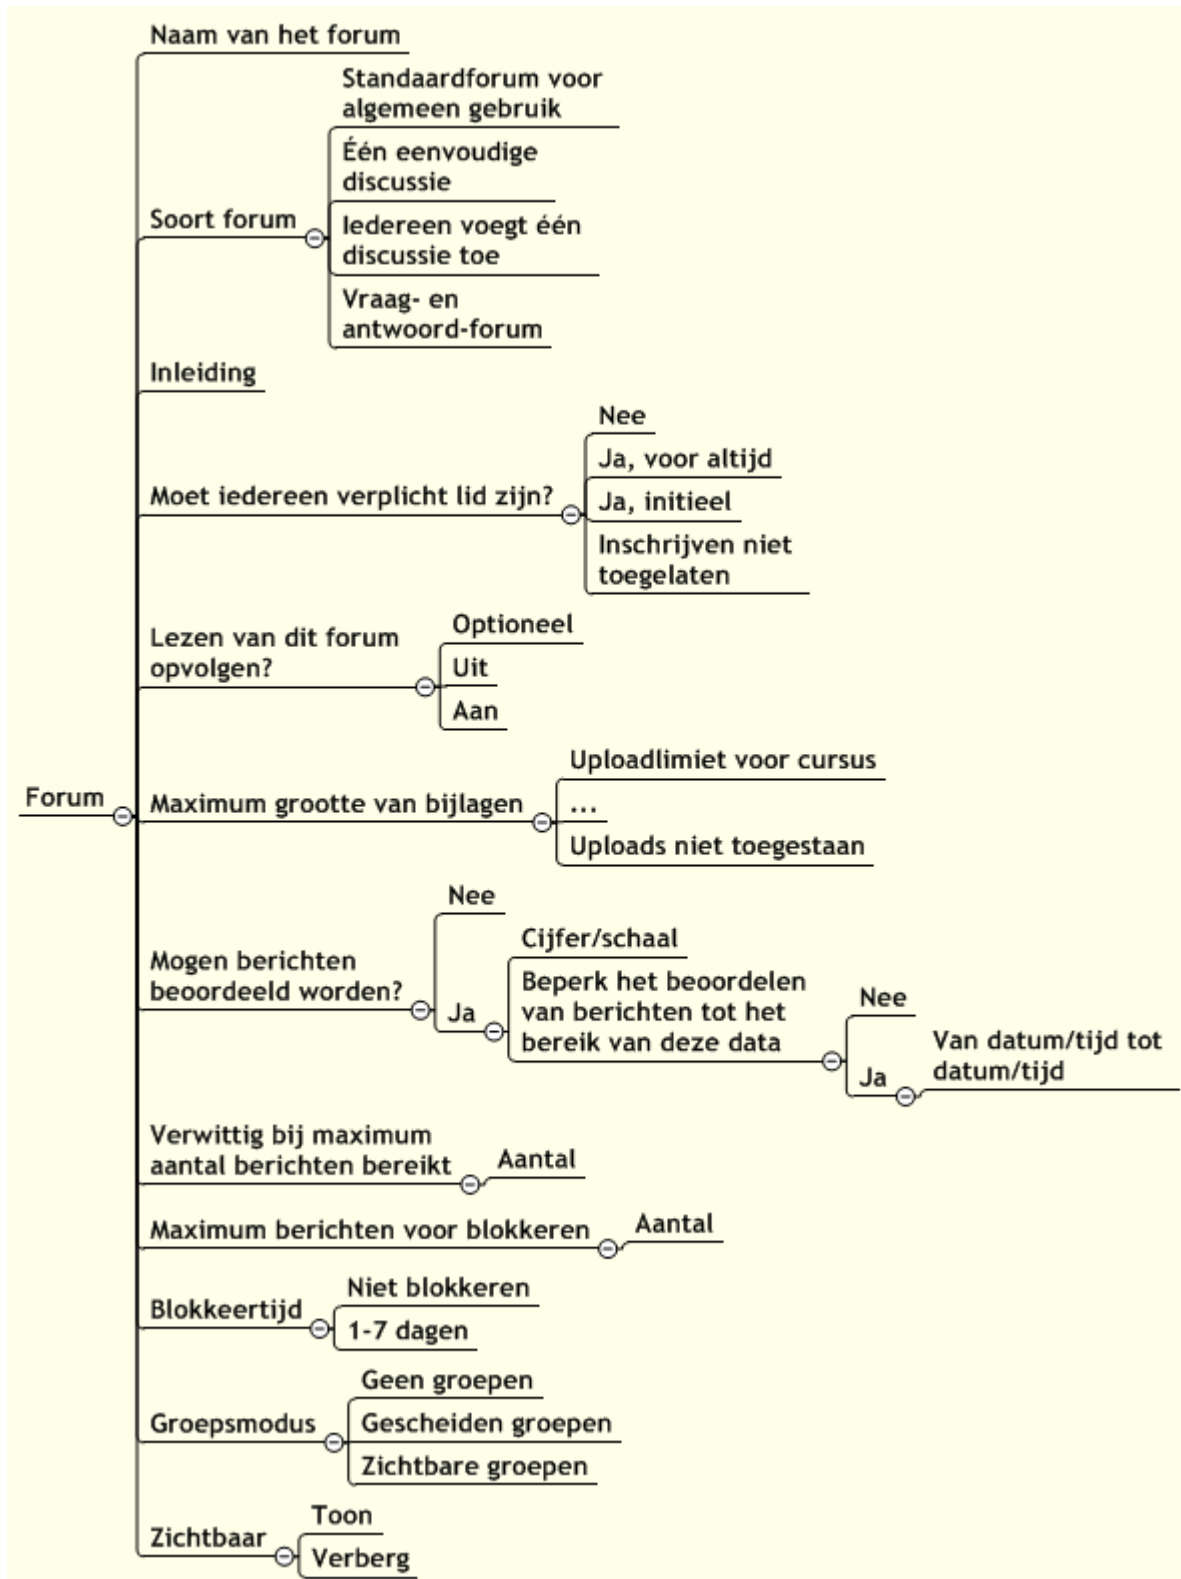 Naam van het forum
Standaardforum voor
algemeen gebruik
Één eenvoudige
discussie
Soort forum
Iedereen voegt één
discussie toe
Vraag- en
antwoord-forum
Inleiding
Nee
Ja, voor altijd
Moet iedereen verplicht lid zijn?
Ja, initieel
Inschrijven niet
toegelaten
Lezen van dit forum
opvolgen?
Optioneel
Uit
Aan
Forum
Maximum grootte van bijlagen
Uploadlimiet voor cursus
...
Uploads niet toegestaan
Mogen berichten
beoordeeld worden?
Nee
Ja
Cijfer/schaal
Beperk het beoordelen
van berichten tot het
bereik van deze data
Nee
Ja
Van datum/tijd tot
datum/tijd
Verwittig bij maximum
aantal berichten bereikt
Aantal
Maximum berichten voor blokkeren
Aantal
Blokkeertijd
Niet blokkeren
1-7 dagen
Groepsmodus
Geen groepen
Gescheiden groepen
Zichtbare groepen
Zichtbaar
Toon
Verberg